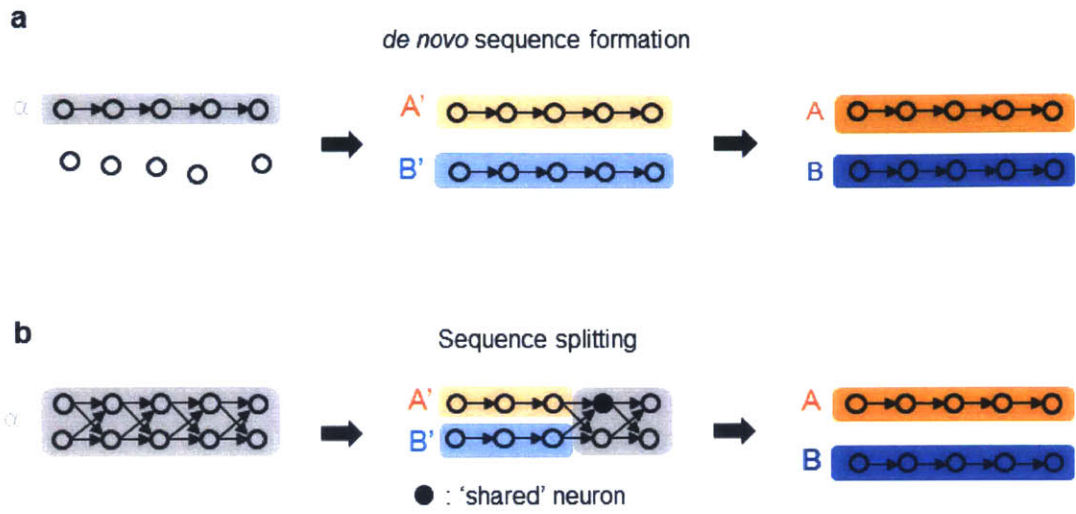 a
de novo sequence formation
α
A'
A
B'
B
b
Sequence splitting
α
A'
A
B'
B
: 'shared' neuron